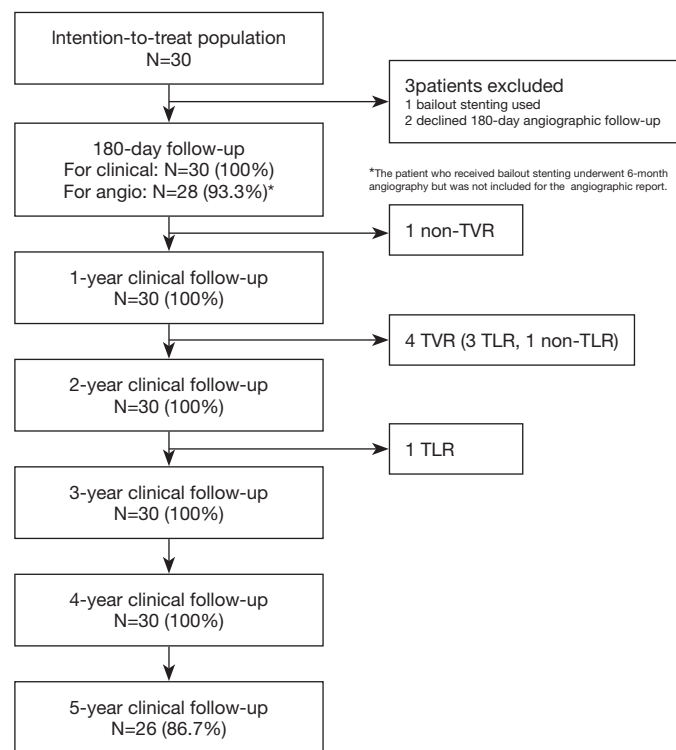 Intention-to-treat population
N=30
3patients excluded
1 bailout stenting used
2 declined 180-day angiographic follow-up
180-day follow-up
For clinical: N=30 (100%)
For angio: N=28 (93.3%)*
*The patient who received bailout stenting underwent 6-month
angiography but was not included for the angiographic report.
1 non-TVR
1-year clinical follow-up
N=30 (100%)
4 TVR (3 TLR, 1 non-TLR)
2-year clinical follow-up
N=30 (100%)
1 TLR
3-year clinical follow-up
N=30 (100%)
4-year clinical follow-up
N=30 (100%)
5-year clinical follow-up
N=26 (86.7%)